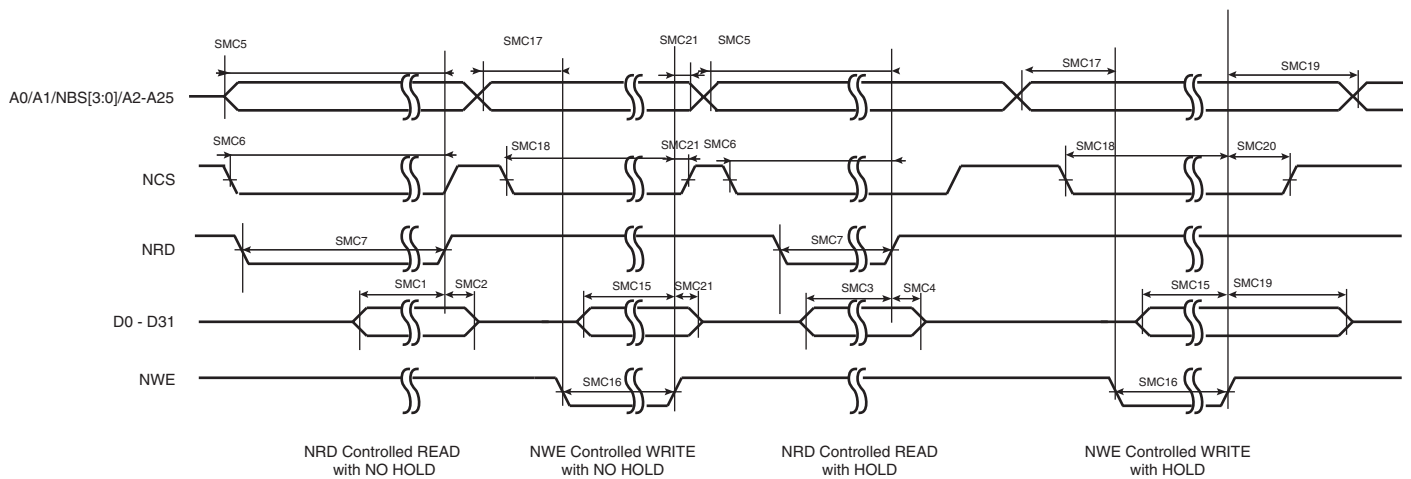 SMC5 SMC17 SMC21 SMC5 SMC17 SMC19
A0/A1/NBS[3:0]/A2-A25
SMC6 SMC18 SMC21 SMC6 SMC18 SMC20
NCS
NRD SMC7 SMC7
SMC1 SMC2 SMC15 SMC21 SMC3 SMC4 SMC15 SMC19
D0 - D31
NWE SMC16 SMC16
NRD Controlled READ
with NO HOLD
NWE Controlled WRITE
with NO HOLD
NRD Controlled READ
with HOLD
NWE Controlled WRITE
with HOLD